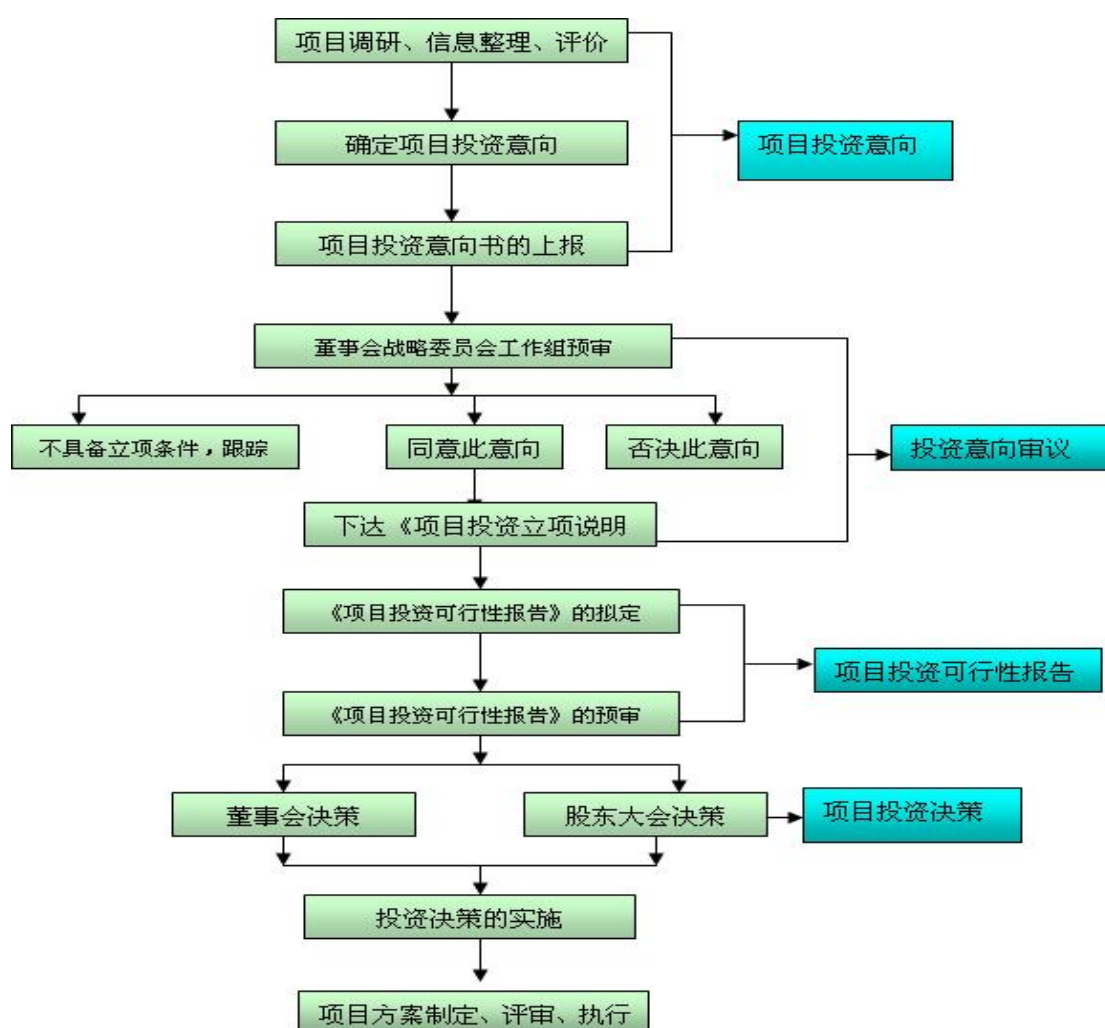 项目调研、信息整理、评价
确定项目投资意向
项目投资意向
项目投资意向书的上报
董事会战略委员会工作组预审
不具备立项条件，跟踪
同意此意向
否决此意向
投资意向审议
下达《项目投资立项说明
《项目投资可行性报告》的拟定
项目投资可行性报告
《项目投资可行性报告》的预审
董事会决策
股东大会决策
项目投资决策
投资决策的实施
项目方案制定、评审、执行